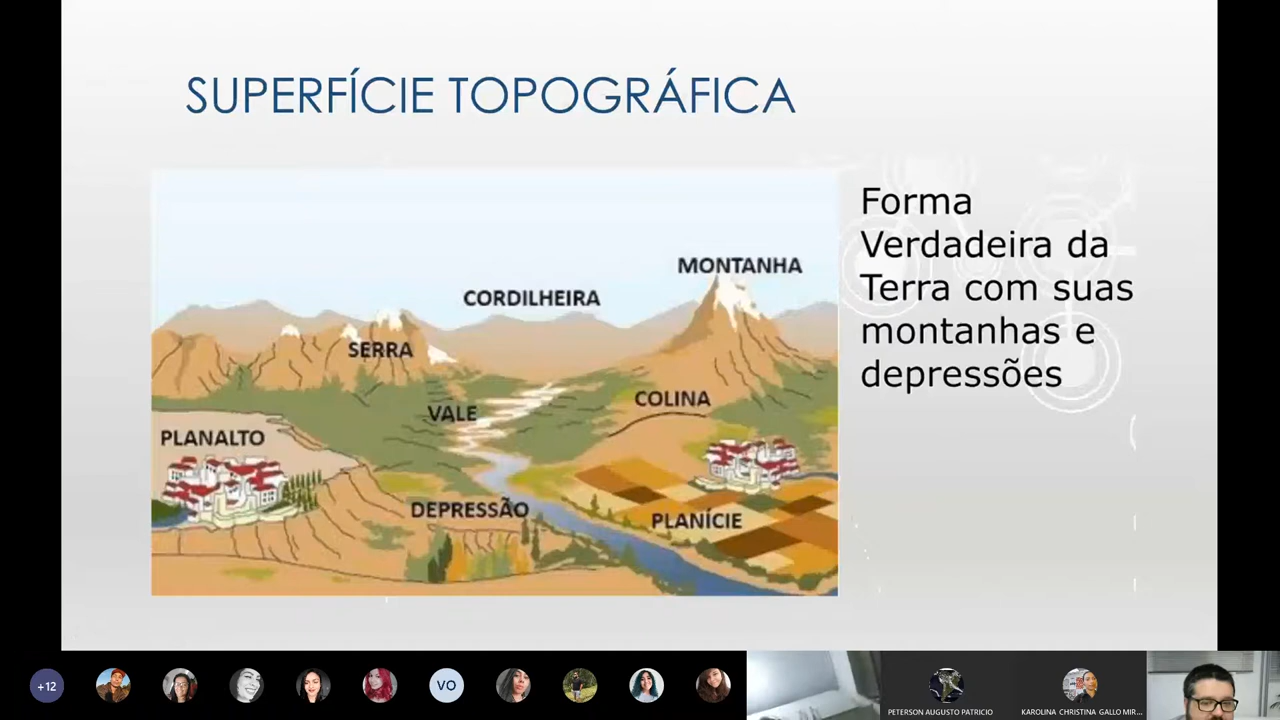 SUPERFÍCIE TOPOGRÁFICA
Forma
Verdadeira da
Terra com suas
montanhas e
depressões
MONTANHA
CORDILHEIRA
SERRA
COLINA
VALE
PLANALTO
DEPRESSÃO
PLANÍCIE
+12
VO
PETERSON AUGUSTO PATRICIO
KAROLINA CHRISTINA GALLO MIR...